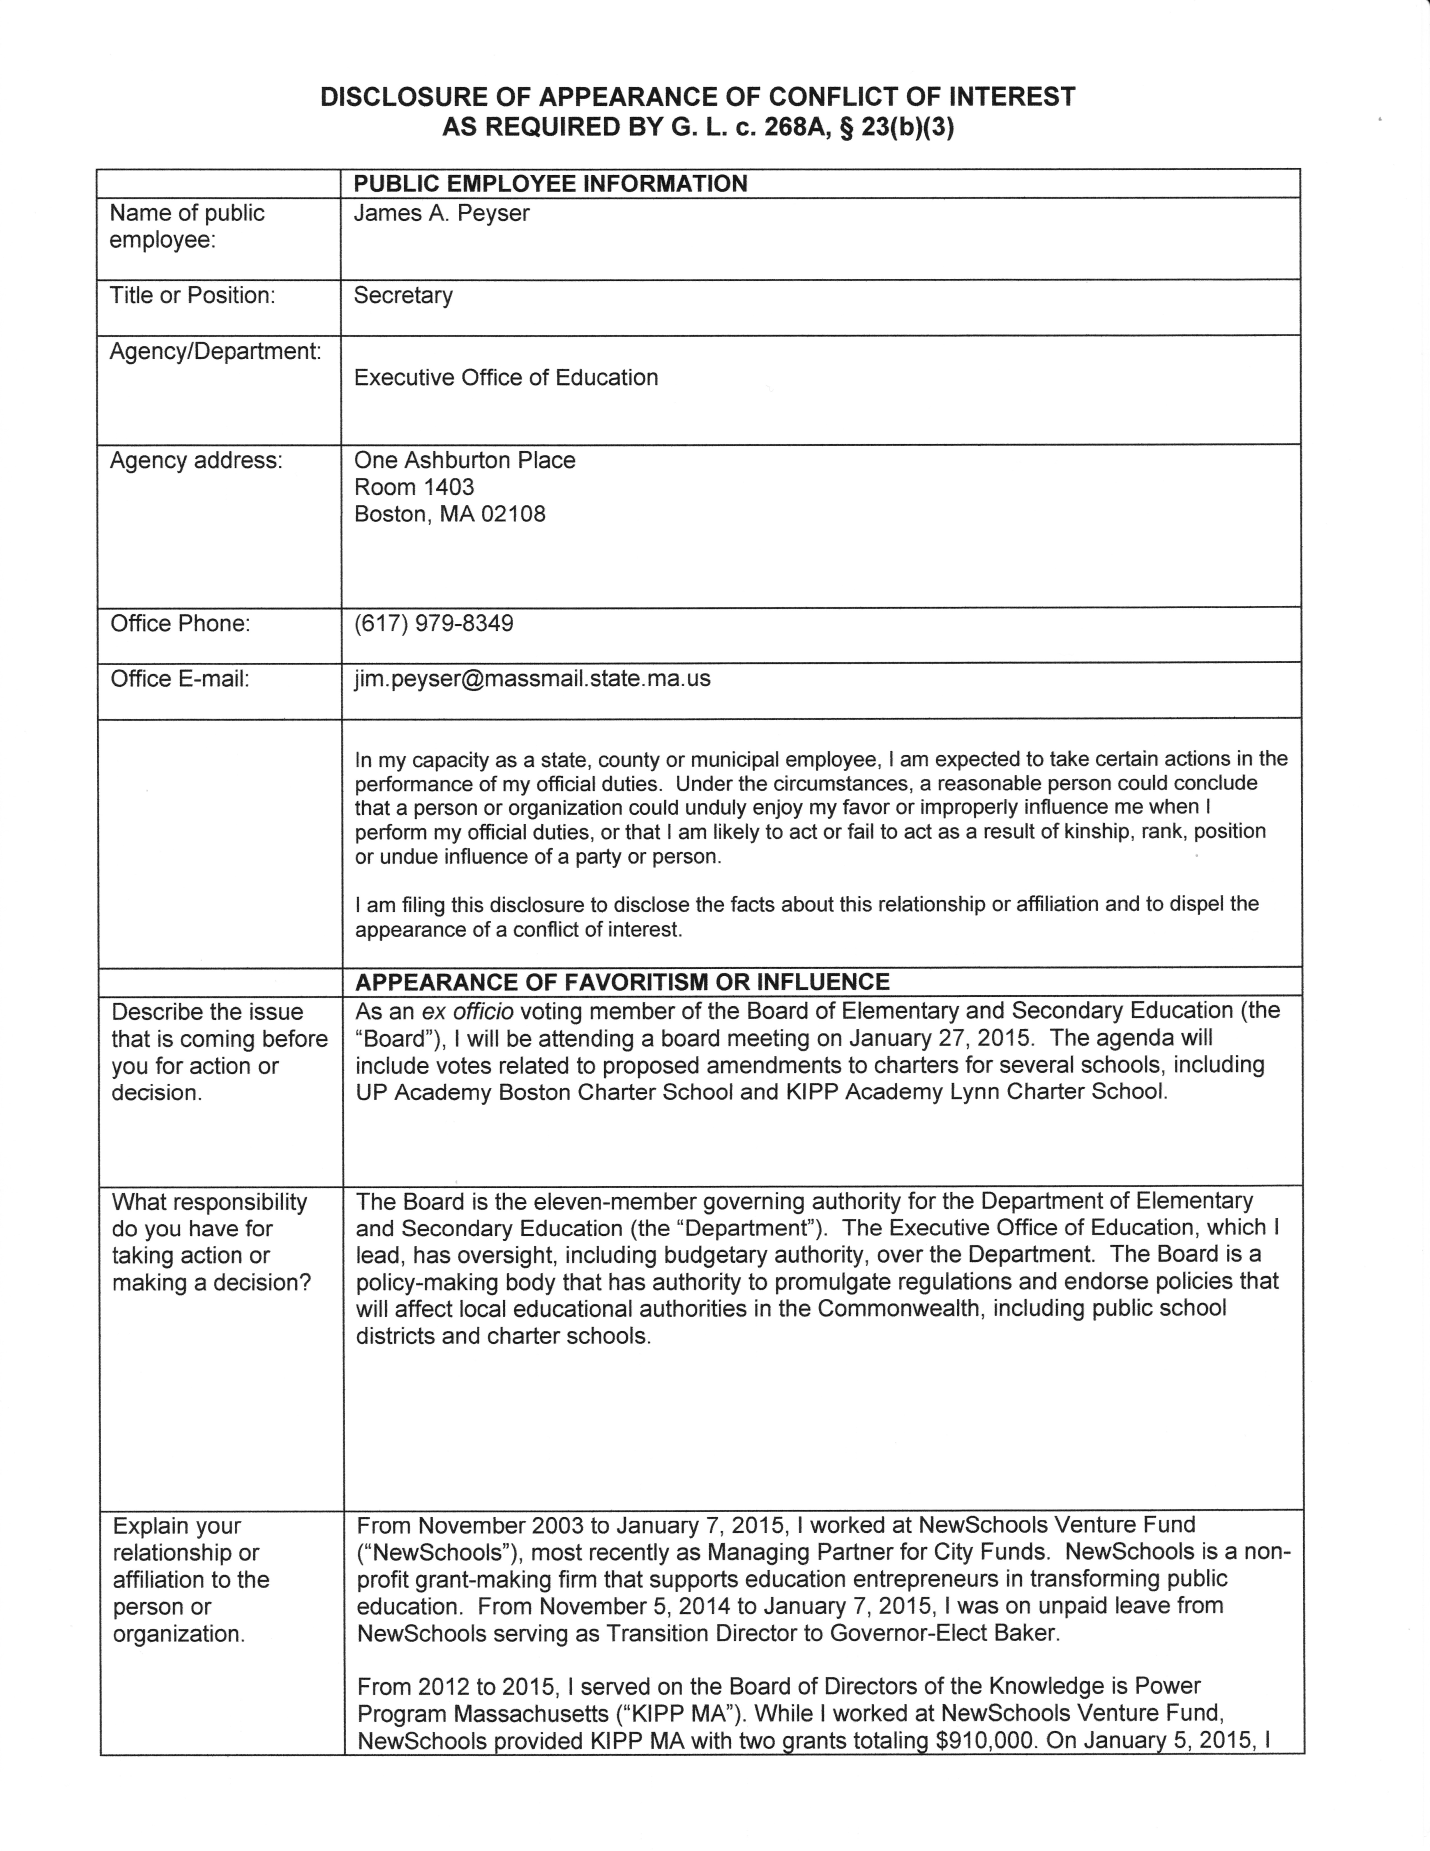 DISCLOSURE OF APPEARANCE OF CONFLICT OF INTEREST
AS REQUIRED BY G. L. c. 268A, § 23(b)(3)
PUBLIC EMPLOYEE INFORMATION
Name of public
employee:
James A. Peyser
Title or Position:
Secretary
Agency/Department:
Executive Office of Education
Agency address:
One Ashburton Place
Room 1403
Boston, MA 02108
Office Phone:
(617) 979-8349
Office E-mail:
jim.peyser@massmail.state.ma.us
In my capacity as a state, county or municipal employee, I am expected to take certain actions in the
performance of my official duties. Under the circumstances, a reasonable person could conclude
that a person or organization could unduly enjoy my favor or improperly influence me when I
perform my official duties, or that I am likely to act or fail to act as a result of kinship, rank, position
or undue influence of a party or person.
I am filing this disclosure to disclose the facts about this relationship or affiliation and to dispel the
appearance of a conflict of interest.
APPEARANCE OF FAVORITISM OR INFLUENCE
Describe the issue
that is coming before
you for action or
decision.
As an ex officio voting member of the Board of Elementary and Secondary Education (the
“Board”), I will be attending a board meeting on January 27, 2015. The agenda will
include votes related to proposed amendments to charters for several schools, including
UP Academy Boston Charter School and KIPP Academy Lynn Charter School.
What responsibility
do you have for
taking action or
making a decision?
The Board is the eleven-member governing authority for the Department of Elementary
and Secondary Education (the “Department”). The Executive Office of Education, which I
lead, has oversight, including budgetary authority, over the Department. The Board is a
policy-making body that has authority to promulgate regulations and endorse policies that
will affect local educational authorities in the Commonwealth, including public school
districts and charter schools.
Explain your
relationship or
affiliation to the
person or
organization.
From November 2003 to January 7, 2015, I worked at NewSchools Venture Fund
(“NewSchools”), most recently as Managing Partner for City Funds. NewSchools is a non-
profit grant-making firm that supports education entrepreneurs in transforming public
education. From November 5, 2014 to January 7, 2015, I was on unpaid leave from
NewSchools serving as Transition Director to Governor-Elect Baker.
From 2012 to 2015, I served on the Board of Directors of the Knowledge is Power
Program Massachusetts (“KIPP MA”). While I worked at NewSchools Venture Fund,
NewSchools provided KIPP MA with two grants totaling $910,000. On January 5, 2015, I